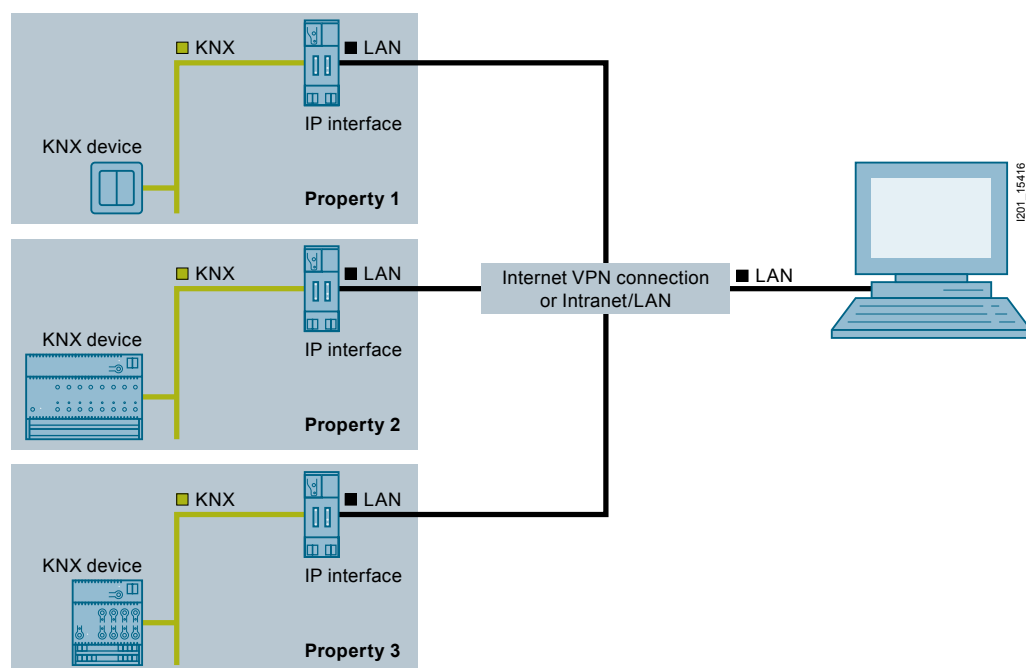 KNX
LAN
IP interface
KNX device
Property 1
KNX
LAN
IP interface
KNX device
Property 2
KNX
LAN
IP interface
KNX device
Property 3
Internet VPN connection
or Intranet/LAN
LAN
I201_15416